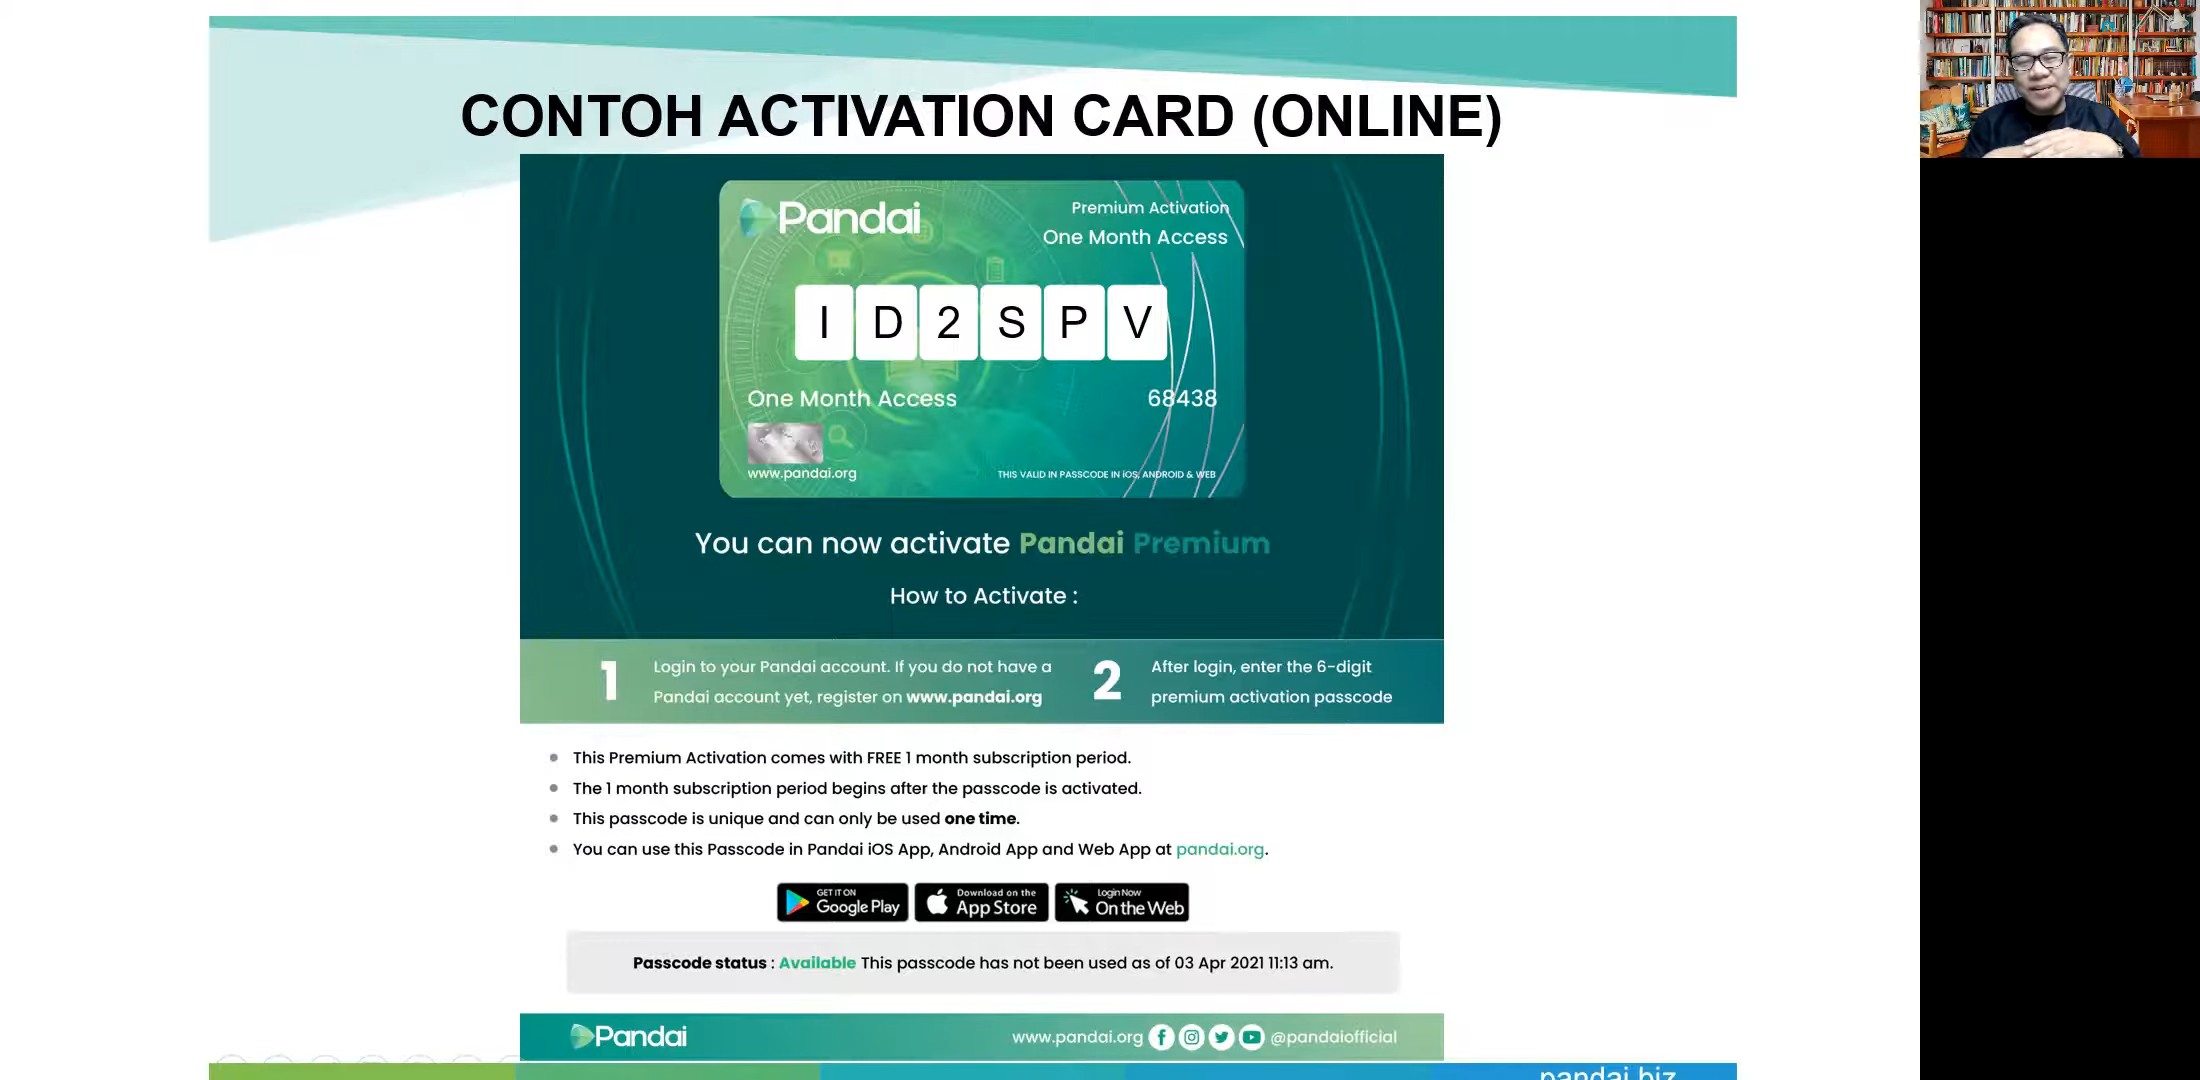 CONTOH ACTIVATION CARD (ONLINE)
Pandai
Premium Activation
One Month Access
I D 2 S P V
One Month Access
68438
www.pandai.org
THIS VALID IN PASSCODE IN iOS, ANDROID & WEB
You can now activate Pandai Premium
How to Activate :
1
Login to your Pandai account. If you do not have a
Pandai account yet, register on www.pandai.org
2
After login, enter the 6-digit
premium activation passcode
This Premium Activation comes with FREE 1 month subscription period.
The 1 month subscription period begins after the passcode is activated.
This passcode is unique and can only be used one time.
You can use this Passcode in Pandai iOS App, Android App and Web App at pandai.org.
GET IT ON
Google Play
Download on the
App Store
Login Now
On the Web
Passcode status : Available This passcode has not been used as of 03 Apr 2021 11:13 am.
Pandai
www.pandai.org
@pandaiofficial
pandai.biz